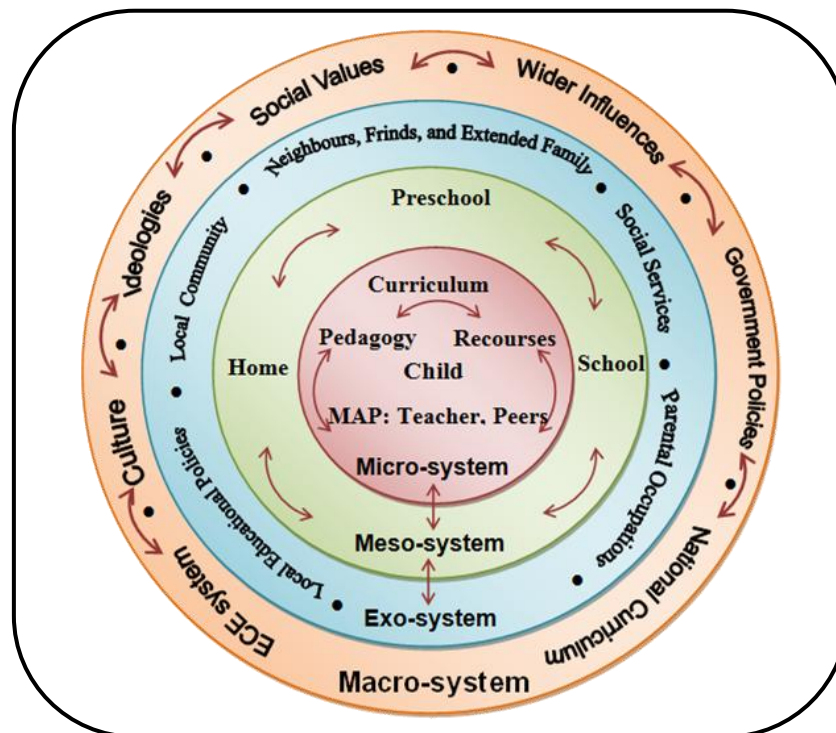 Social Values
Wider Influences
Ideologies
Government Policies
Culture
National Curriculum
ECE system
Macro-system
Neighbours, Frinds, and Extended Family
Local Community
Social Services
Local Educational Policies
Parental Occupations
Exo-system
Preschool
Home
School
Meso-system
Curriculum
Pedagogy
Recourses
Child
MAP: Teacher, Peers
Micro-system